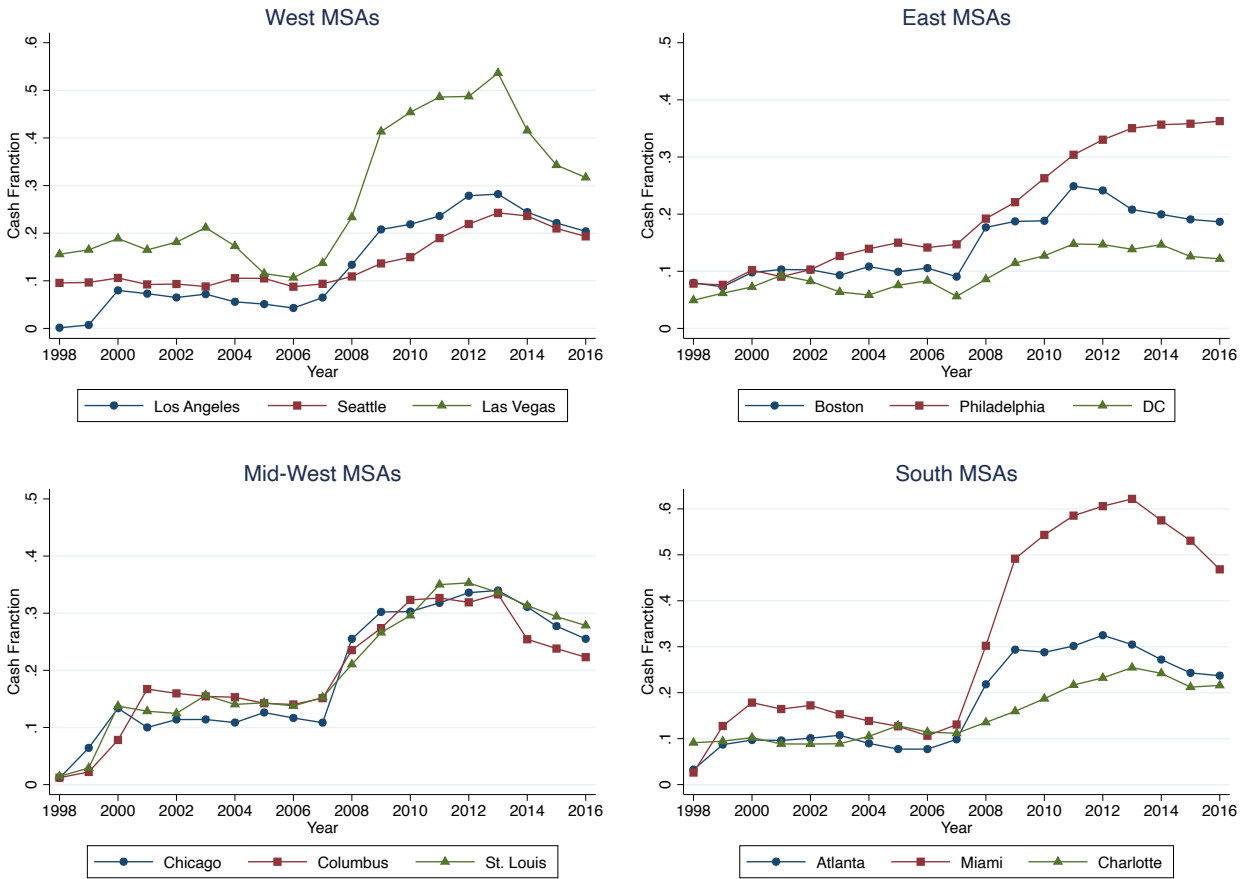 West MSAs
Cash Franction
.6
.5
.4
.3
.2
.1
0
1998 2000 2002 2004 2006 2008 2010 2012 2014 2016
Year
Los Angeles Seattle Las Vegas
East MSAs
Cash Franction
.5
.4
.3
.2
.1
0
1998 2000 2002 2004 2006 2008 2010 2012 2014 2016
Year
Boston Philadelphia DC
Mid-West MSAs
Cash Franction
.5
.4
.3
.2
.1
0
1998 2000 2002 2004 2006 2008 2010 2012 2014 2016
Year
Chicago Columbus St. Louis
South MSAs
Cash Franction
.6
.5
.4
.3
.2
.1
0
1998 2000 2002 2004 2006 2008 2010 2012 2014 2016
Year
Atlanta Miami Charlotte